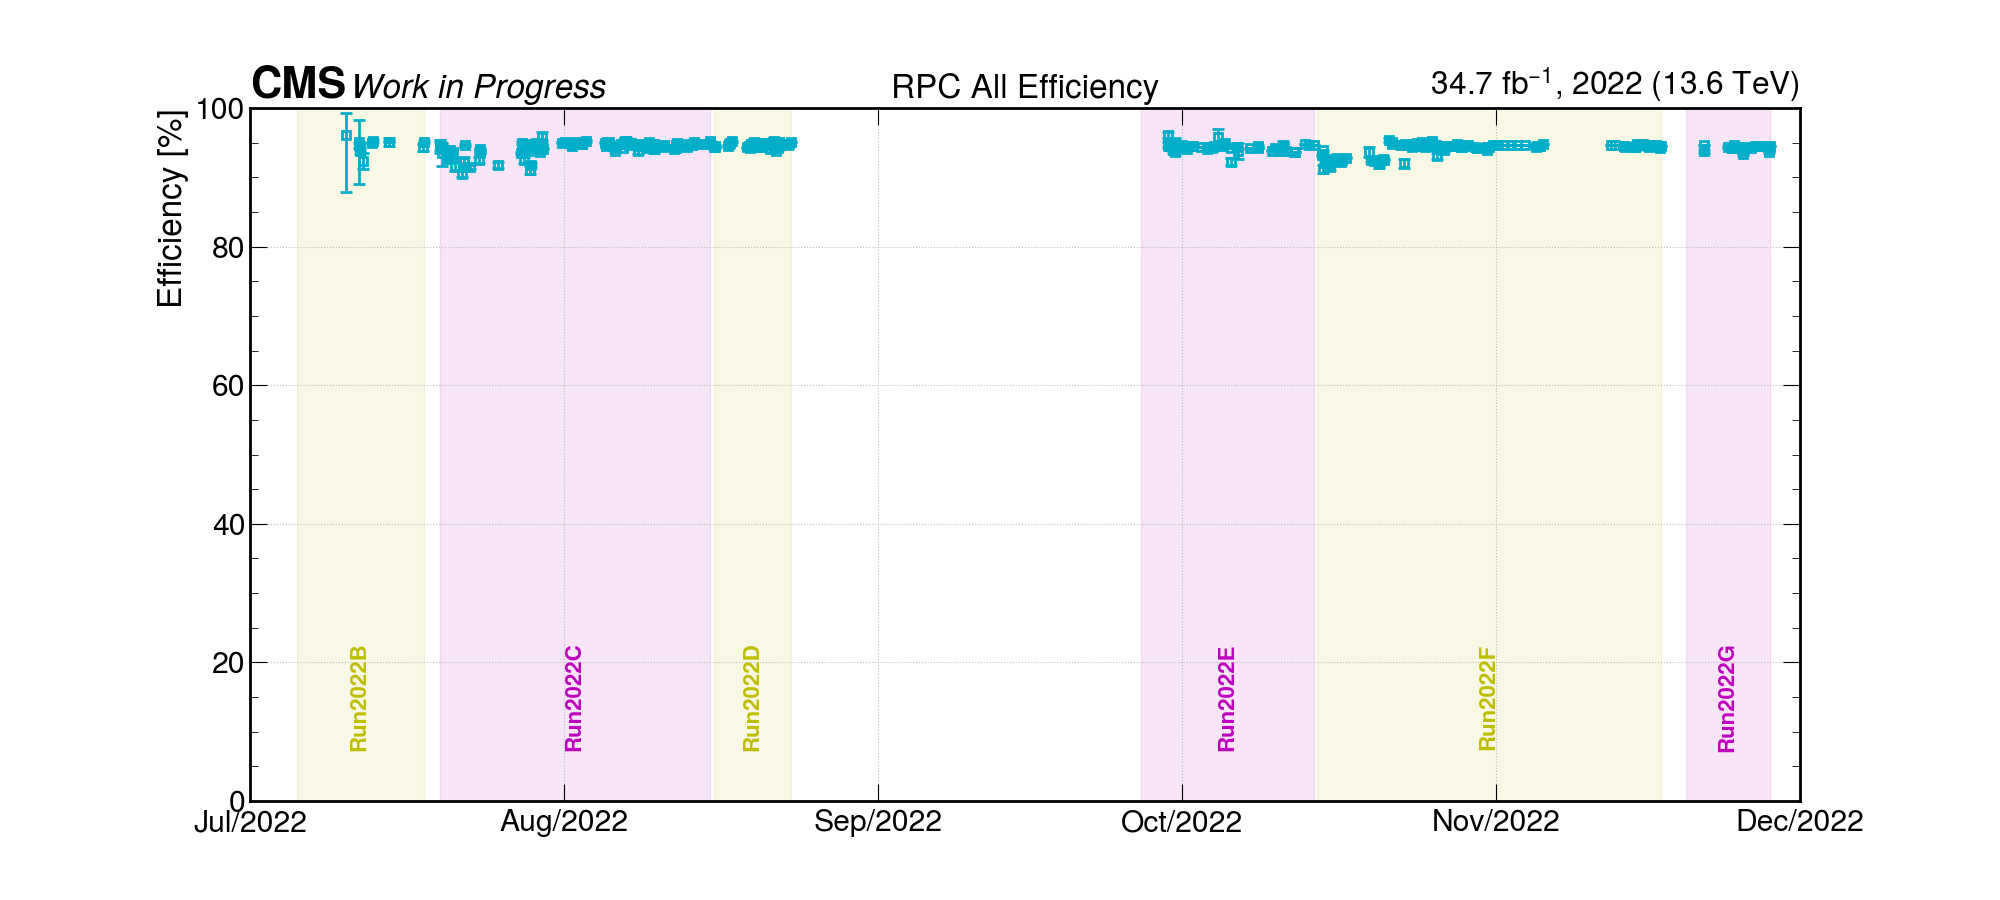 CMS Work in Progress RPC All Efficiency 34.7 fb⁻¹, 2022 (13.6 TeV)
Efficiency [%]
100
80
60
40
20
0
Run2022B
Run2022C
Run2022D
Run2022E
Run2022F
Run2022G
Jul/2022 Aug/2022 Sep/2022 Oct/2022 Nov/2022 Dec/2022